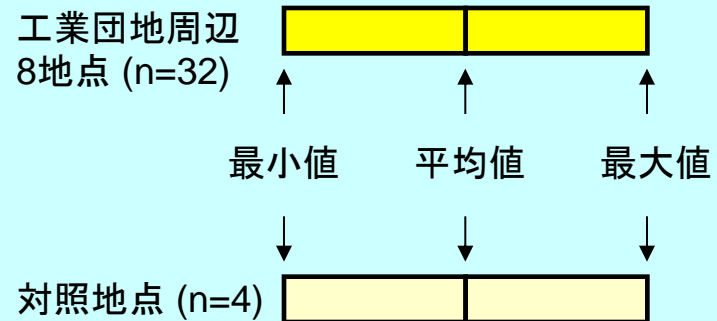 工業団地周辺
8地点 (n=32)
最小値 平均値 最大値
対照地点 (n=4)